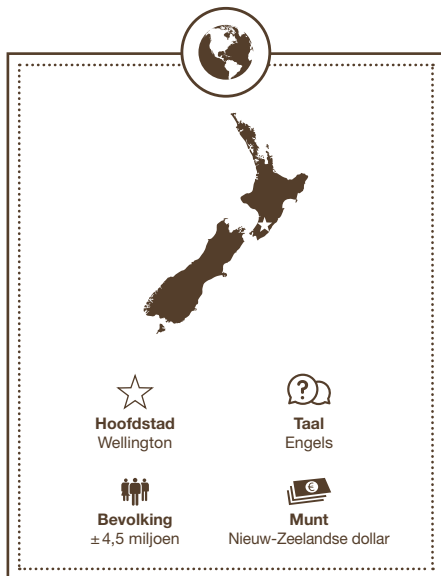 Hoofdstad
Wellington
?
Taal
Engels
Bevolking
± 4,5 miljoen
€
Munt
Nieuw-Zeelandse dollar